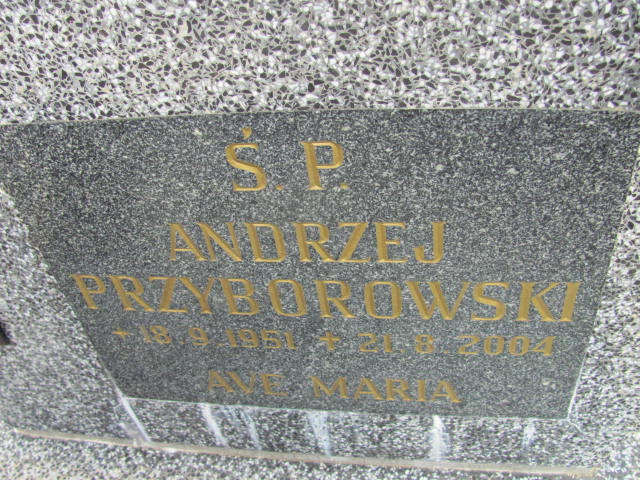 Ś. P.
ANDRZEJ
PRZYBOROWSKI
* 18.9.1951 ✝ 21.8.2004
AVE MARIA